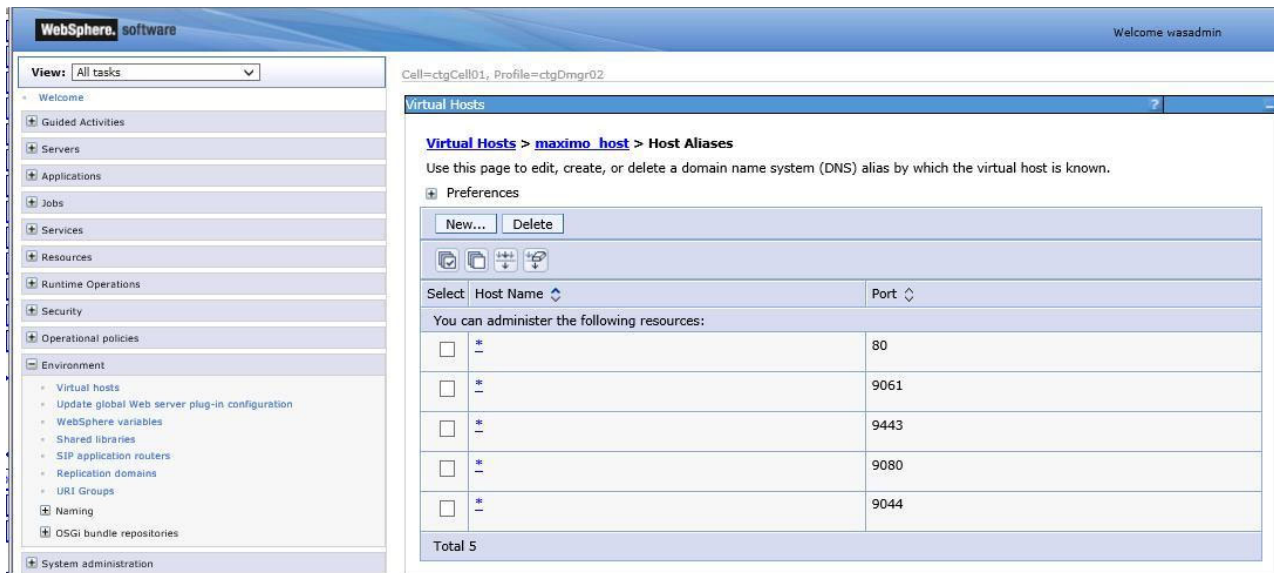 WebSphere. software
Welcome wasadmin
View: All tasks
Welcome
Guided Activities
Servers
Applications
Jobs
Services
Resources
Runtime Operations
Security
Operational policies
Environment
Virtual hosts
Update global Web server plug-in configuration
WebSphere variables
Shared libraries
SIP application routers
Replication domains
URI Groups
Naming
OSGi bundle repositories
System administration
Cell=ctgCell01, Profile=ctgDmgr02
Virtual Hosts ?
Virtual Hosts > maximo_host > Host Aliases
Use this page to edit, create, or delete a domain name system (DNS) alias by which the virtual host is known.
Preferences
New... Delete
Select Host Name Port
You can administer the following resources:
* 80
* 9061
* 9443
* 9080
* 9044
Total 5